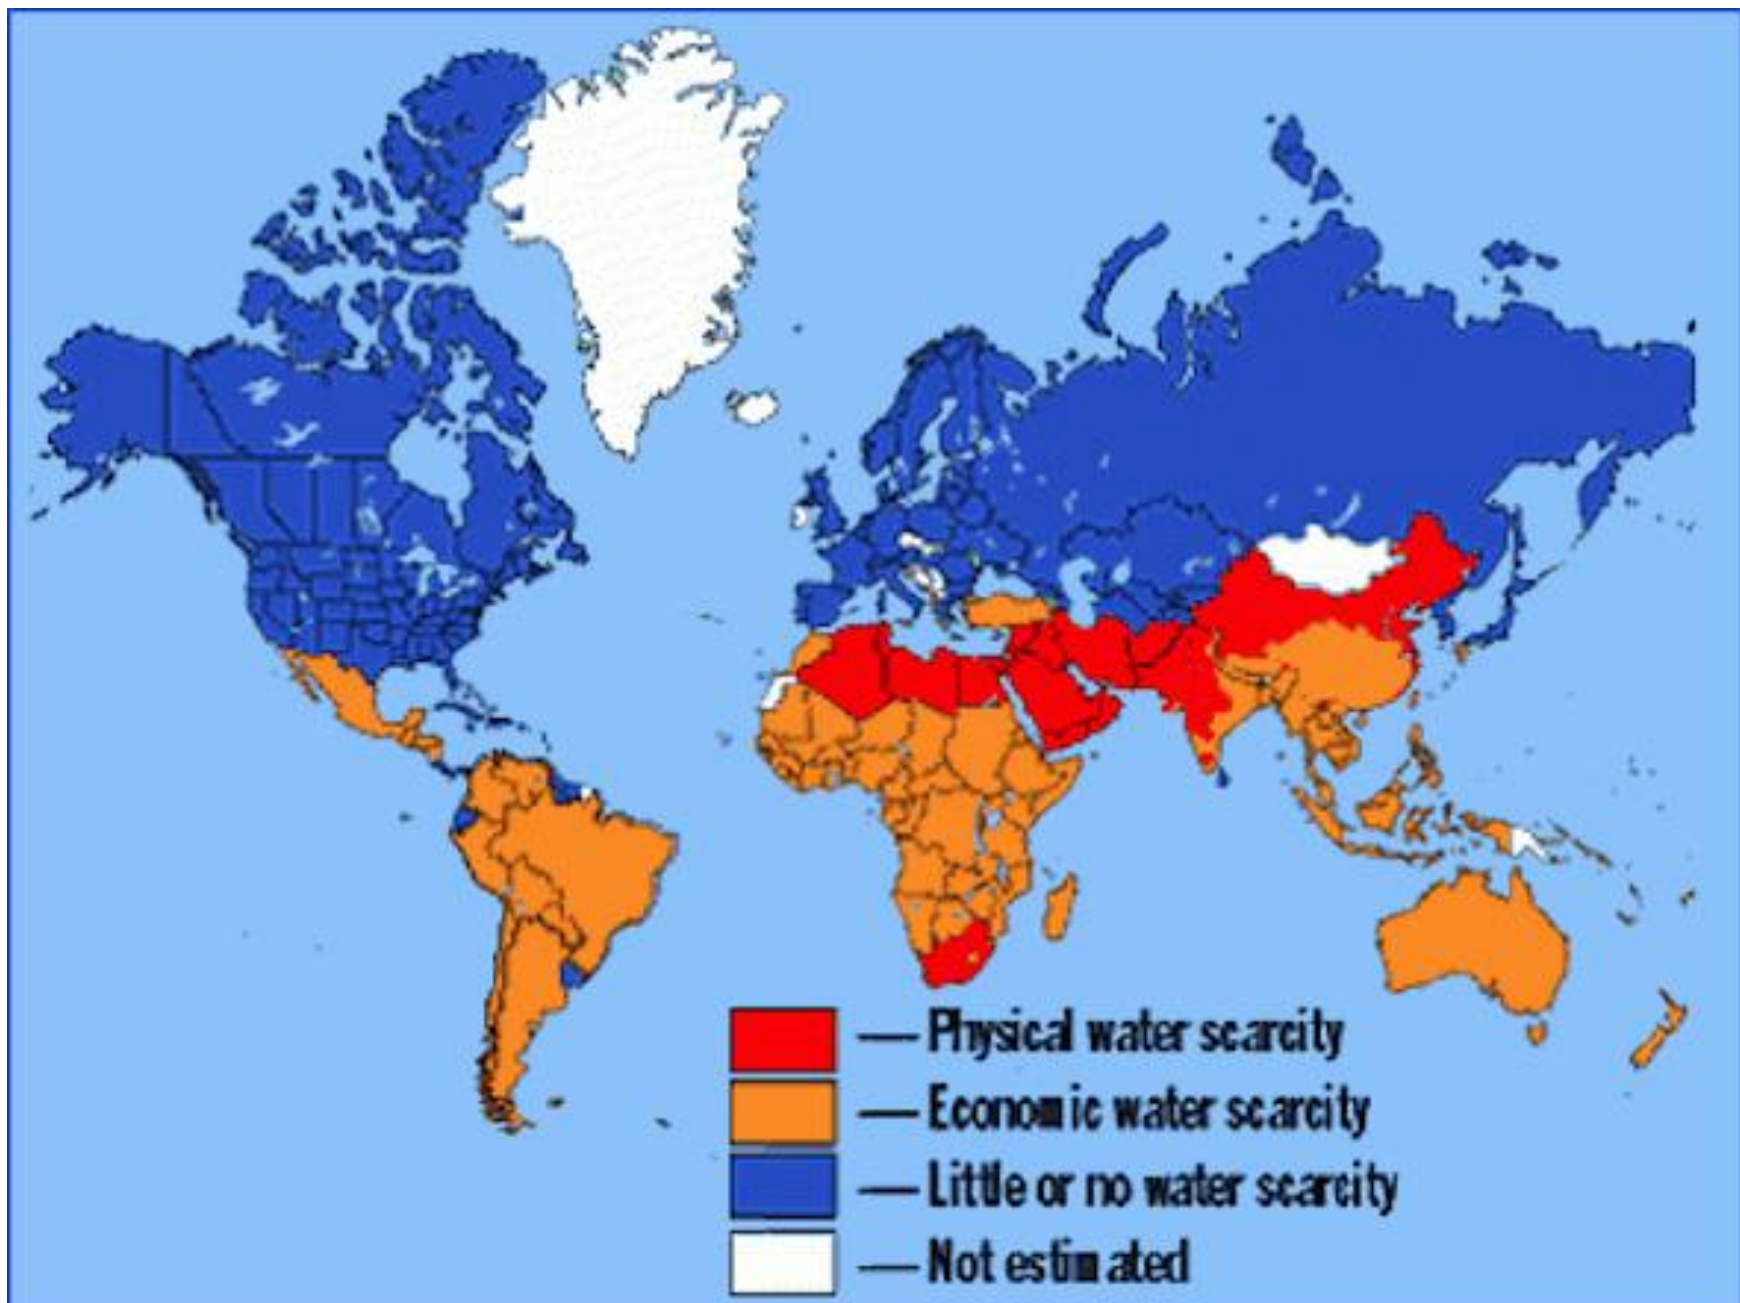 Physical water scarcity
Economic water scarcity
Little or no water scarcity
Not estimated